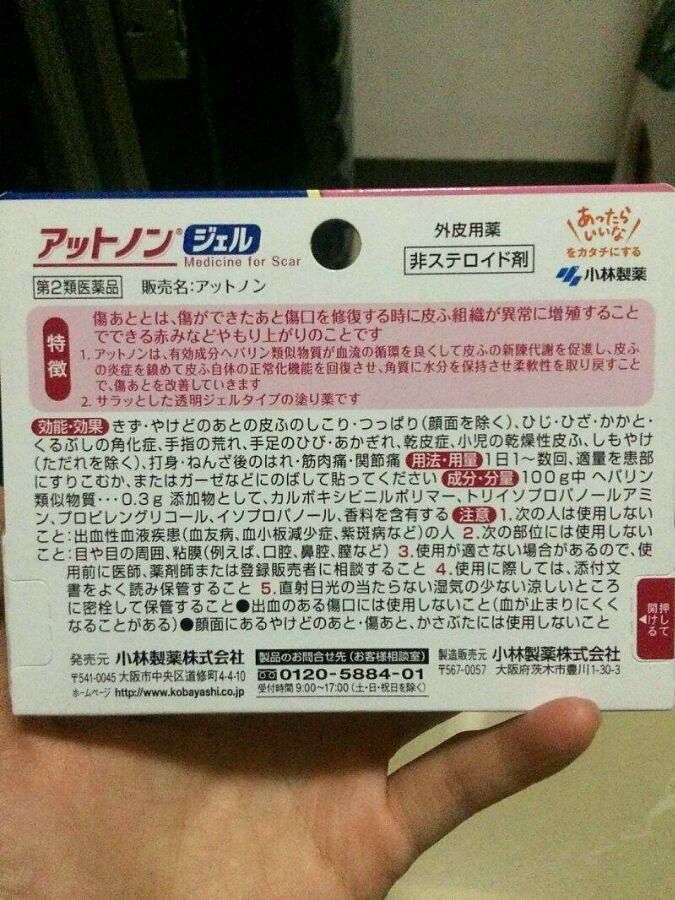 アットノン® ジェル
Medicine for Scar
外皮用薬
非ステロイド剤
あったら
いいな
をカタチにする
小林製薬
第2類医薬品 販売名:アットノン
特徴
傷あととは、傷ができたあと傷口を修復する時に皮ふ組織が異常に増殖すること
でできる赤みなどやもり上がりのことです
1. アットノンは、有効成分ヘパリン類似物質が血流の循環を良くして皮ふの新陳代謝を促進し、皮ふ
の炎症を鎮めて皮ふ自体の正常化機能を回復させ、角質に水分を保持させ柔軟性を取り戻すこと
で、傷あとを改善していきます
2. サラッとした透明ジェルタイプの塗り薬です
効能・効果 きず・やけどのあとの皮ふのしこり・つっぱり(顔面を除く)、ひじ・ひざ・かかと・
くるぶしの角化症、手指の荒れ、手足のひび・あかぎれ、乾皮症、小児の乾燥性皮ふ、しもやけ
(ただれを除く)、打身・ねんざ後のはれ・筋肉痛・関節痛 用法・用量 1日1〜数回、適量を患部
にすりこむか、またはガーゼなどにのばして貼ってください 成分・分量 100g中 ヘパリン
類似物質・・・0.3g 添加物として、カルボキシビニルポリマー、トリイソプロパノールアミ
ン、プロピレングリコール、イソプロパノール、香料を含有する 注意 1. 次の人は使用しない
こと:出血性血液疾患(血友病、血小板減少症、紫斑病など)の人 2. 次の部位には使用しない
こと:目や目の周囲、粘膜(例えば、口腔、鼻腔、膣など) 3. 使用が適さない場合があるので、使
用前に医師、薬剤師または登録販売者に相談すること 4. 使用に際しては、添付文
書をよく読み保管すること 5. 直射日光の当たらない湿気の少ない涼しいところ
に密栓して保管すること●出血のある傷口には使用しないこと(血が止まりにくく
なることがある)●顔面にあるやけどのあと・傷あと、かさぶたには使用しないこと
押して
開ける
発売元 小林製薬株式会社
〒541-0045 大阪市中央区道修町4-4-10
ホームページ http://www.kobayashi.co.jp
製品のお問合せ先(お客様相談室)
0120-5884-01
受付時間 9:00〜17:00(土・日・祝日を除く)
製造販売元 小林製薬株式会社
〒567-0057 大阪府茨木市豊川1-30-3